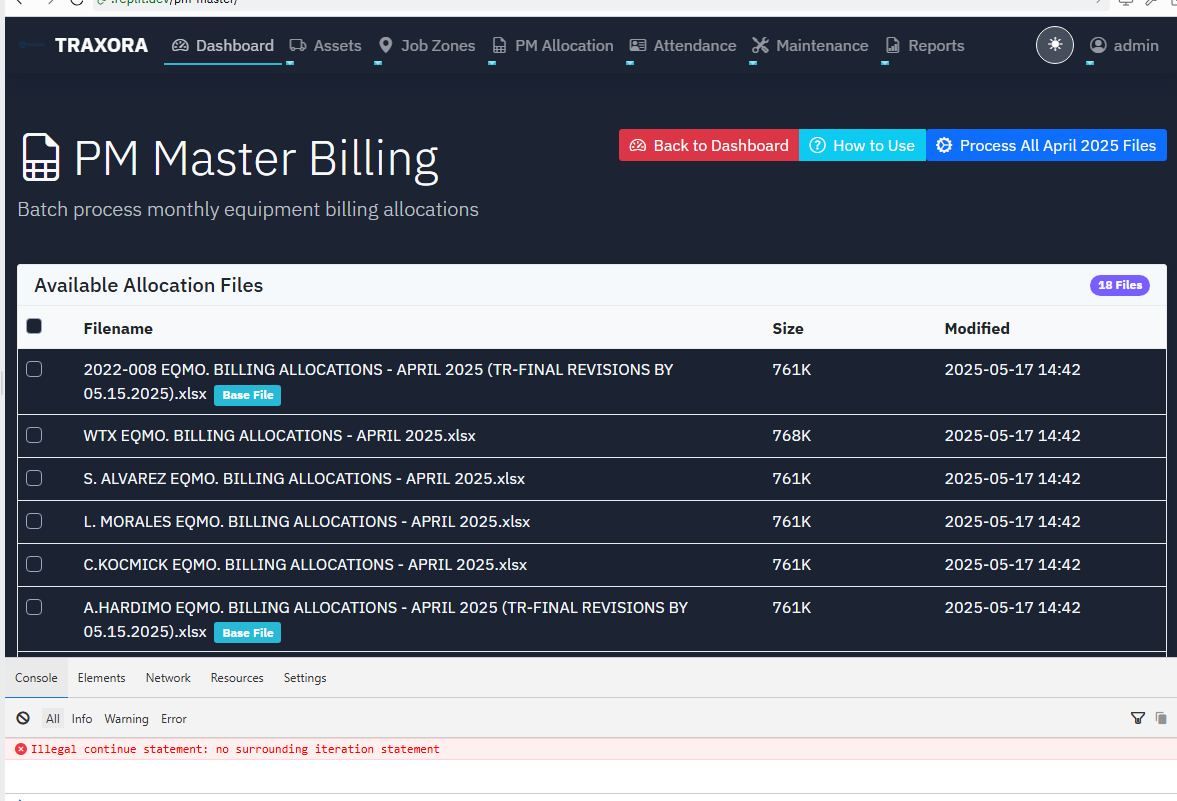 .replit.dev/pm-master/
TRAXORA Dashboard Assets Job Zones PM Allocation Attendance Maintenance Reports admin
PM Master Billing
Back to Dashboard How to Use Process All April 2025 Files
Batch process monthly equipment billing allocations
Available Allocation Files 18 Files
Filename Size Modified
2022-008 EQMO. BILLING ALLOCATIONS - APRIL 2025 (TR-FINAL REVISIONS BY 761K 2025-05-17 14:42
05.15.2025).xlsx Base File
WTX EQMO. BILLING ALLOCATIONS - APRIL 2025.xlsx 768K 2025-05-17 14:42
S. ALVAREZ EQMO. BILLING ALLOCATIONS - APRIL 2025.xlsx 761K 2025-05-17 14:42
L. MORALES EQMO. BILLING ALLOCATIONS - APRIL 2025.xlsx 761K 2025-05-17 14:42
C.KOCMICK EQMO. BILLING ALLOCATIONS - APRIL 2025.xlsx 761K 2025-05-17 14:42
A.HARDIMO EQMO. BILLING ALLOCATIONS - APRIL 2025 (TR-FINAL REVISIONS BY 761K 2025-05-17 14:42
05.15.2025).xlsx Base File
Console Elements Network Resources Settings
All Info Warning Error
Illegal continue statement: no surrounding iteration statement